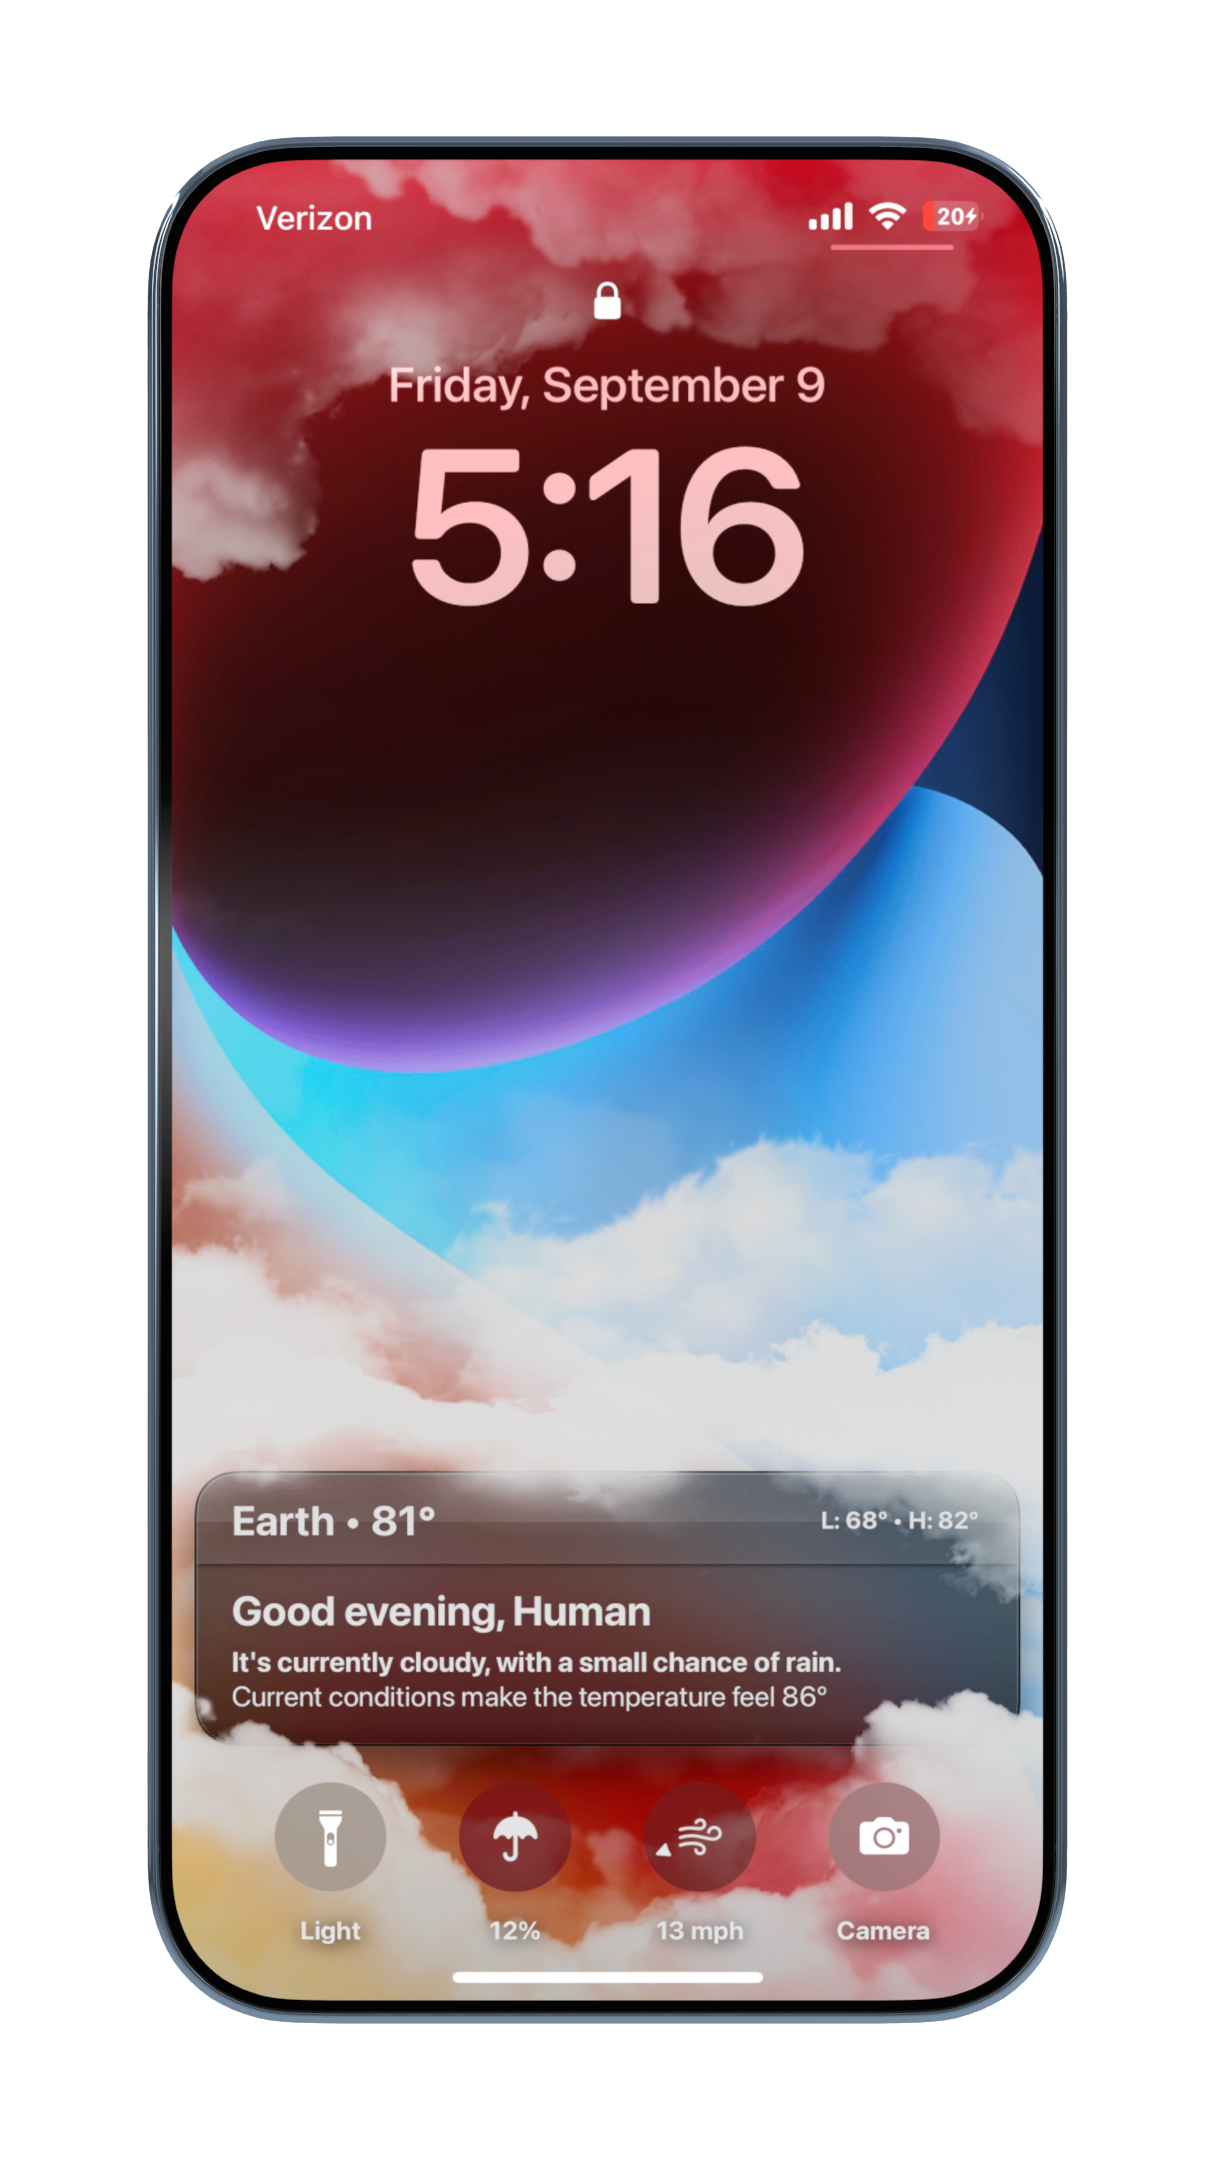 Verizon
20
Friday, September 9
5:16
Earth • 81°
L: 68° • H: 82°
Good evening, Human
It's currently cloudy, with a small chance of rain.
Current conditions make the temperature feel 86°
Light
12%
13 mph
Camera